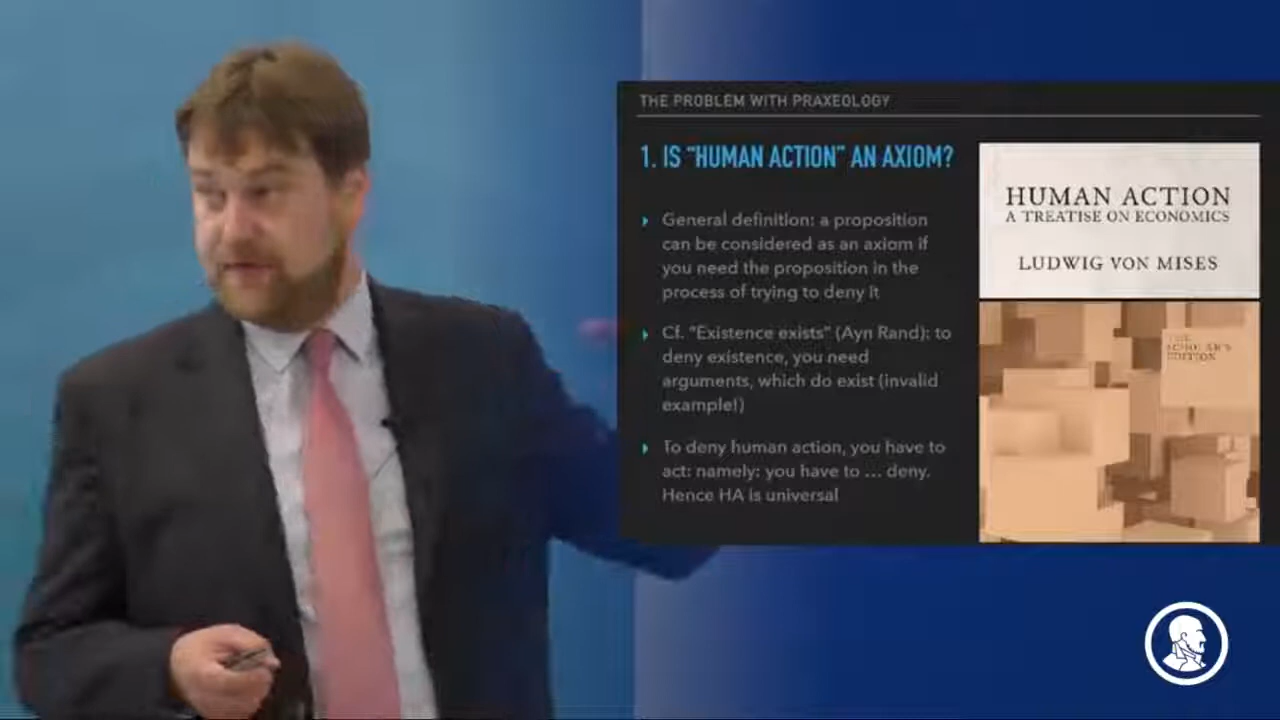 THE PROBLEM WITH PRAXEOLOGY
1. IS "HUMAN ACTION" AN AXIOM?
General definition: a proposition
can be considered as an axiom if
you need the proposition in the
process of trying to deny it
Cf. "Existence exists" (Ayn Rand): to
deny existence, you need
arguments, which do exist (invalid
example!)
To deny human action, you have to
act: namely: you have to ... deny.
Hence HA is universal
HUMAN ACTION
A TREATISE ON ECONOMICS
LUDWIG VON MISES
THE
SCHOLAR'S
EDITION